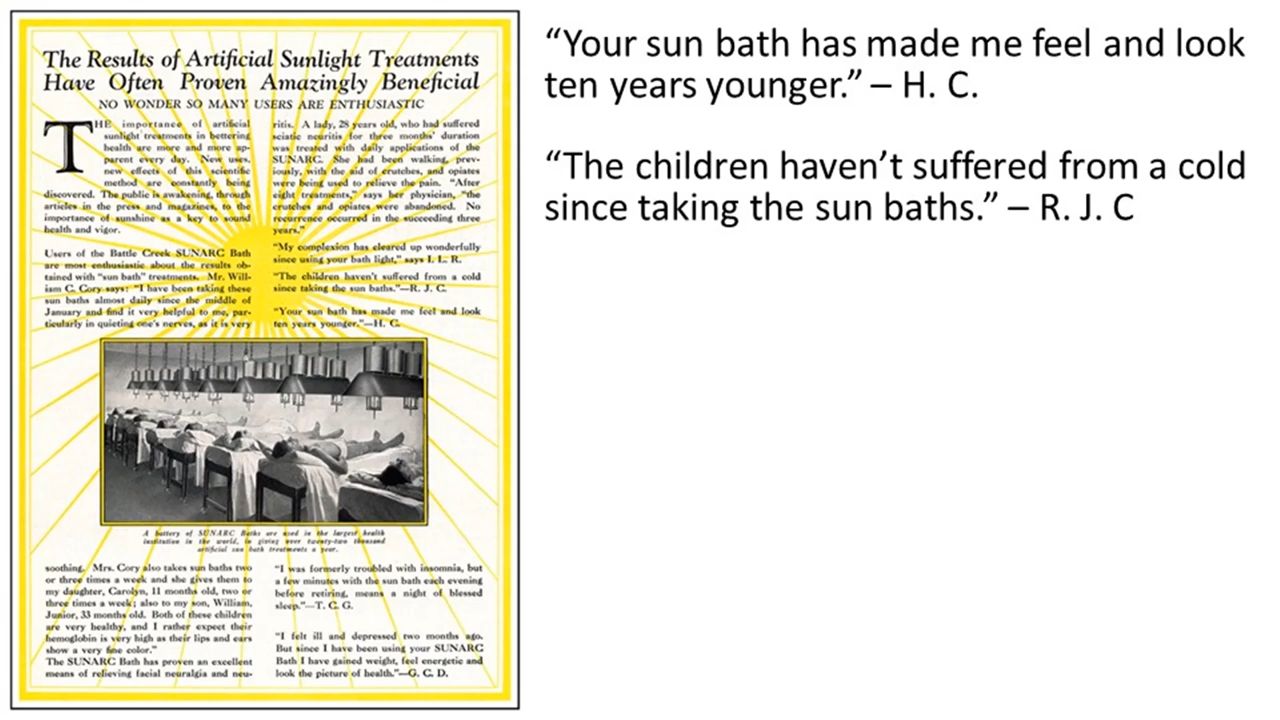 The Results of Artificial Sunlight Treatments
Have Often Proven Amazingly Beneficial
NO WONDER SO MANY USERS ARE ENTHUSIASTIC
THE importance of artificial
sunlight treatments in bettering
health are more and more ap-
parent every day. New uses,
new effects of this scientific
method are constantly being
discovered. The public is awakening, through
articles in the press and magazines, to the
importance of sunshine as a key to sound
health and vigor.
Users of the Battle Creek SUNARC Bath
are most enthusiastic about the results ob-
tained with "sun bath" treatments. Mr. Will-
iam C. Cory says: "I have been taking these
sun baths almost daily since the middle of
January and find it very helpful to me, par-
ticularly in quieting one's nerves, as it is very
ritis. A lady, 28 years old, who had suffered
sciatic neuritis for three months' duration
was treated with daily applications of the
SUNARC. She had been walking, prev-
iously, with the aid of crutches, and opiates
were being used to relieve the pain. "After
eight treatments," says her physician, "the
crutches and opiates were abandoned. No
recurrence occurred in the succeeding three
years."
"My complexion has cleared up wonderfully
since using your bath light," says I. L. R.
"The children haven't suffered from a cold
since taking the sun baths."—R. J. C.
"Your sun bath has made me feel and look
ten years younger."—H. C.
A battery of SUNARC Baths are used in the largest health
institution in the world, in giving over twenty-two thousand
artificial sun bath treatments a year.
soothing. Mrs. Cory also takes sun baths two
or three times a week and she gives them to
my daughter, Carolyn, 11 months old, two or
three times a week; also to my son, William,
Junior, 33 months old. Both of these children
are very healthy, and I rather expect their
hemoglobin is very high as their lips and ears
show a very fine color."
The SUNARC Bath has proven an excellent
means of relieving facial neuralgia and neu-
"I was formerly troubled with insomnia, but
a few minutes with the sun bath each evening
before retiring, means a night of blessed
sleep."—T. C. G.
"I felt ill and depressed two months ago.
But since I have been using your SUNARC
Bath I have gained weight, feel energetic and
look the picture of health."—G. C. D.
“Your sun bath has made me feel and look
ten years younger.” – H. C.
“The children haven’t suffered from a cold
since taking the sun baths.” – R. J. C